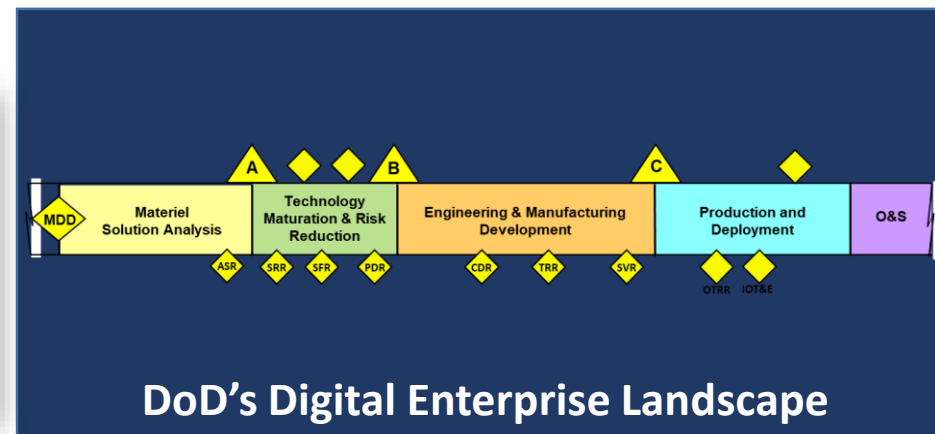 A
B
C
MDD
Materiel
Solution Analysis
Technology
Maturation & Risk
Reduction
Engineering & Manufacturing
Development
Production and
Deployment
O&S
ASR
SRR
SFR
PDR
CDR
TRR
SVR
OTRR
IOT&E
DoD's Digital Enterprise Landscape